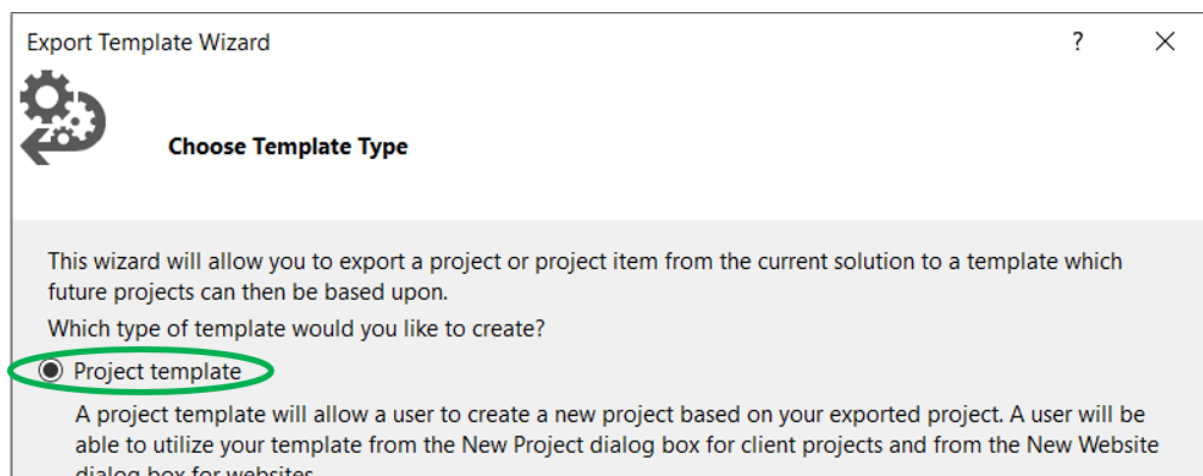 Export Template Wizard ?
Choose Template Type
This wizard will allow you to export a project or project item from the current solution to a template which
future projects can then be based upon.
Which type of template would you like to create?
Project template
A project template will allow a user to create a new project based on your exported project. A user will be
able to utilize your template from the New Project dialog box for client projects and from the New Website
dialog box for websites.